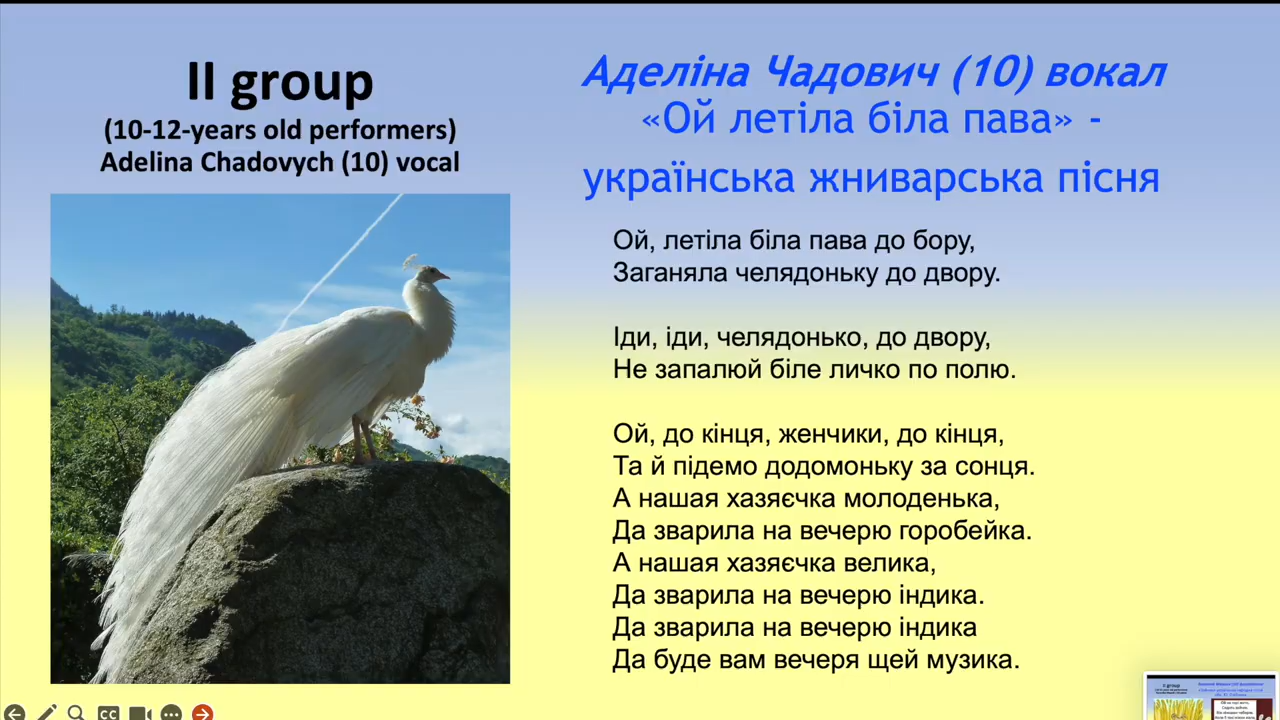 II group
(10-12-years old performers)
Adelina Chadovych (10) vocal
Аделіна Чадович (10) вокал
«Ой летіла біла пава» -
українська жниварська пісня
Ой, летіла біла пава до бору,
Заганяла челядоньку до двору.
Іди, іди, челядонько, до двору,
Не запалюй біле личко по полю.
Ой, до кінця, женчики, до кінця,
Та й підемо додомоньку за сонця.
А нашая хазяєчка молоденька,
Да зварила на вечерю горобейка.
А нашая хазяєчка велика,
Да зварила на вечерю індика.
Да зварила на вечерю індика
Да буде вам вечеря щей музика.
CC
II group